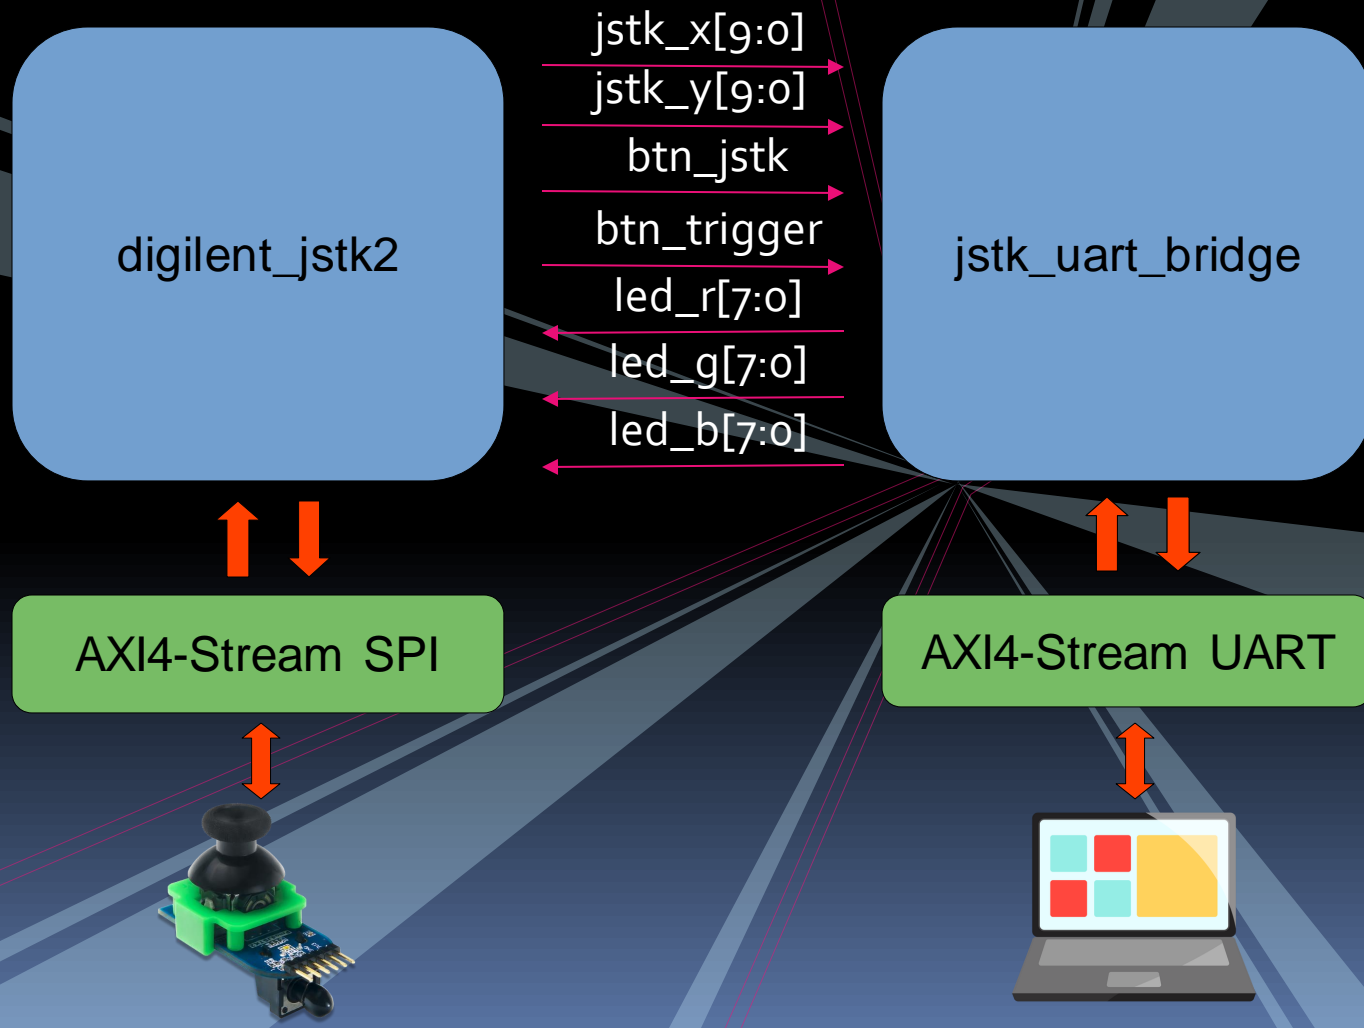 jstk_x[9:0]
jstk_y[9:0]
btn_jstk
btn_trigger
led_r[7:0]
led_g[7:0]
led_b[7:0]
digilent_jstk2
jstk_uart_bridge
AXI4-Stream SPI
AXI4-Stream UART